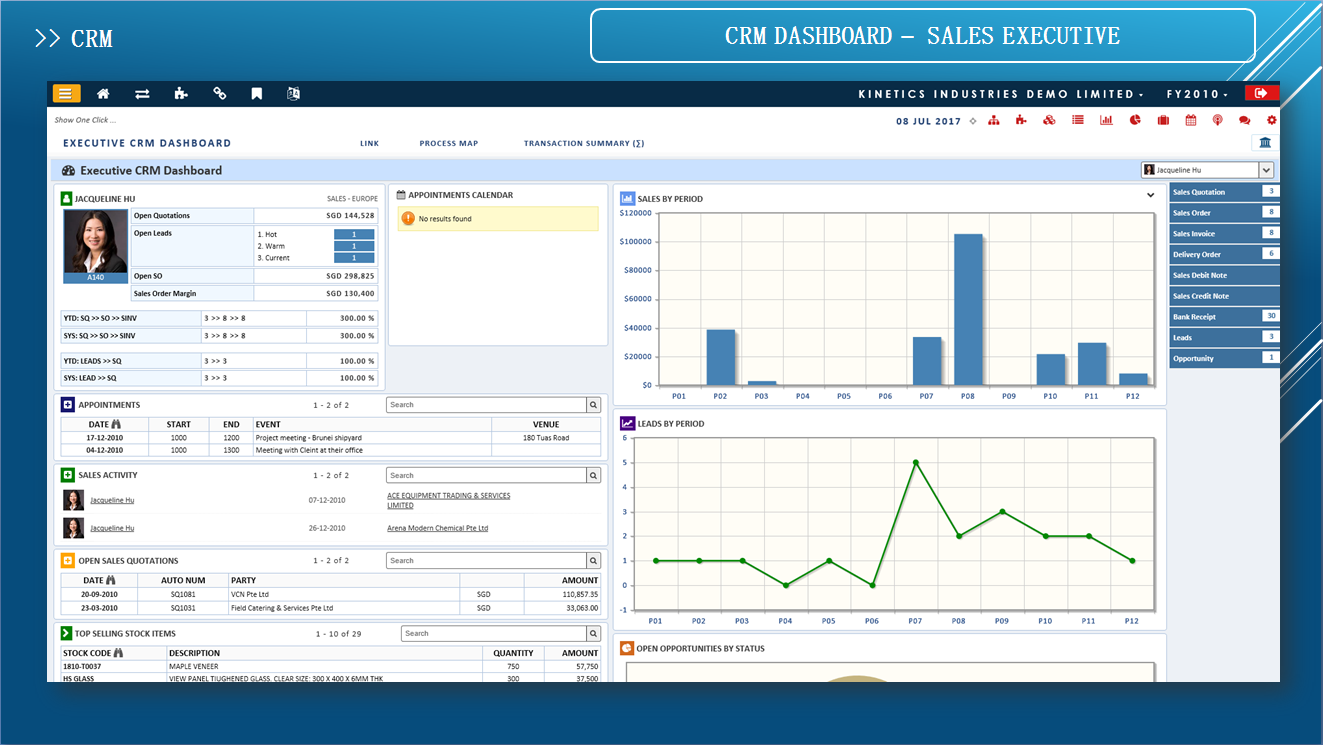 >> CRM
CRM DASHBOARD – SALES EXECUTIVE
KINETICS INDUSTRIES DEMO LIMITED
FY2010
Show One Click ...
08 JUL 2017
EXECUTIVE CRM DASHBOARD
LINK
PROCESS MAP
TRANSACTION SUMMARY (∑)
Executive CRM Dashboard
Jacqueline Hu
JACQUELINE HU
SALES - EUROPE
A140
Open Quotations SGD 144,528
Open Leads
1. Hot 1
2. Warm 1
3. Current 1
Open SO SGD 298,825
Sales Order Margin SGD 130,400
YTD: SQ >> SO >> SINV 3 >> 8 >> 8 300.00 %
SYS: SQ >> SO >> SINV 3 >> 8 >> 8 300.00 %
YTD: LEADS >> SQ 3 >> 3 100.00 %
SYS: LEAD >> SQ 3 >> 3 100.00 %
APPOINTMENTS CALENDAR
No results found
APPOINTMENTS 1 - 2 of 2 Search
DATE START END EVENT VENUE
17-12-2010 1000 1200 Project meeting - Brunei shipyard 180 Tuas Road
04-12-2010 1000 1300 Meeting with Cleint at their office
SALES ACTIVITY 1 - 2 of 2 Search
Jacqueline Hu 07-12-2010 ACE EQUIPMENT TRADING & SERVICES
LIMITED
Jacqueline Hu 26-12-2010 Arena Modern Chemical Pte Ltd
OPEN SALES QUOTATIONS 1 - 2 of 2 Search
DATE AUTO NUM PARTY AMOUNT
20-09-2010 SQ1081 VCN Pte Ltd SGD 110,857.35
23-03-2010 SQ1031 Field Catering & Services Pte Ltd SGD 33,063.00
TOP SELLING STOCK ITEMS 1 - 10 of 29 Search
STOCK CODE DESCRIPTION QUANTITY AMOUNT
1810-T0037 MAPLE VENEER 750 57,750
HS GLASS VIEW PANEL TIUGHENED GLASS, CLEAR SIZE: 300 X 400 X 6MM THK 300 37,500
SALES BY PERIOD
$120000
$100000
$80000
$60000
$40000
$20000
$0
P01 P02 P03 P04 P05 P06 P07 P08 P09 P10 P11 P12
LEADS BY PERIOD
6
5
4
3
2
1
0
-1
P01 P02 P03 P04 P05 P06 P07 P08 P09 P10 P11 P12
OPEN OPPORTUNITIES BY STATUS
Sales Quotation 3
Sales Order 8
Sales Invoice 8
Delivery Order 6
Sales Debit Note
Sales Credit Note
Bank Receipt 30
Leads 3
Opportunity 1